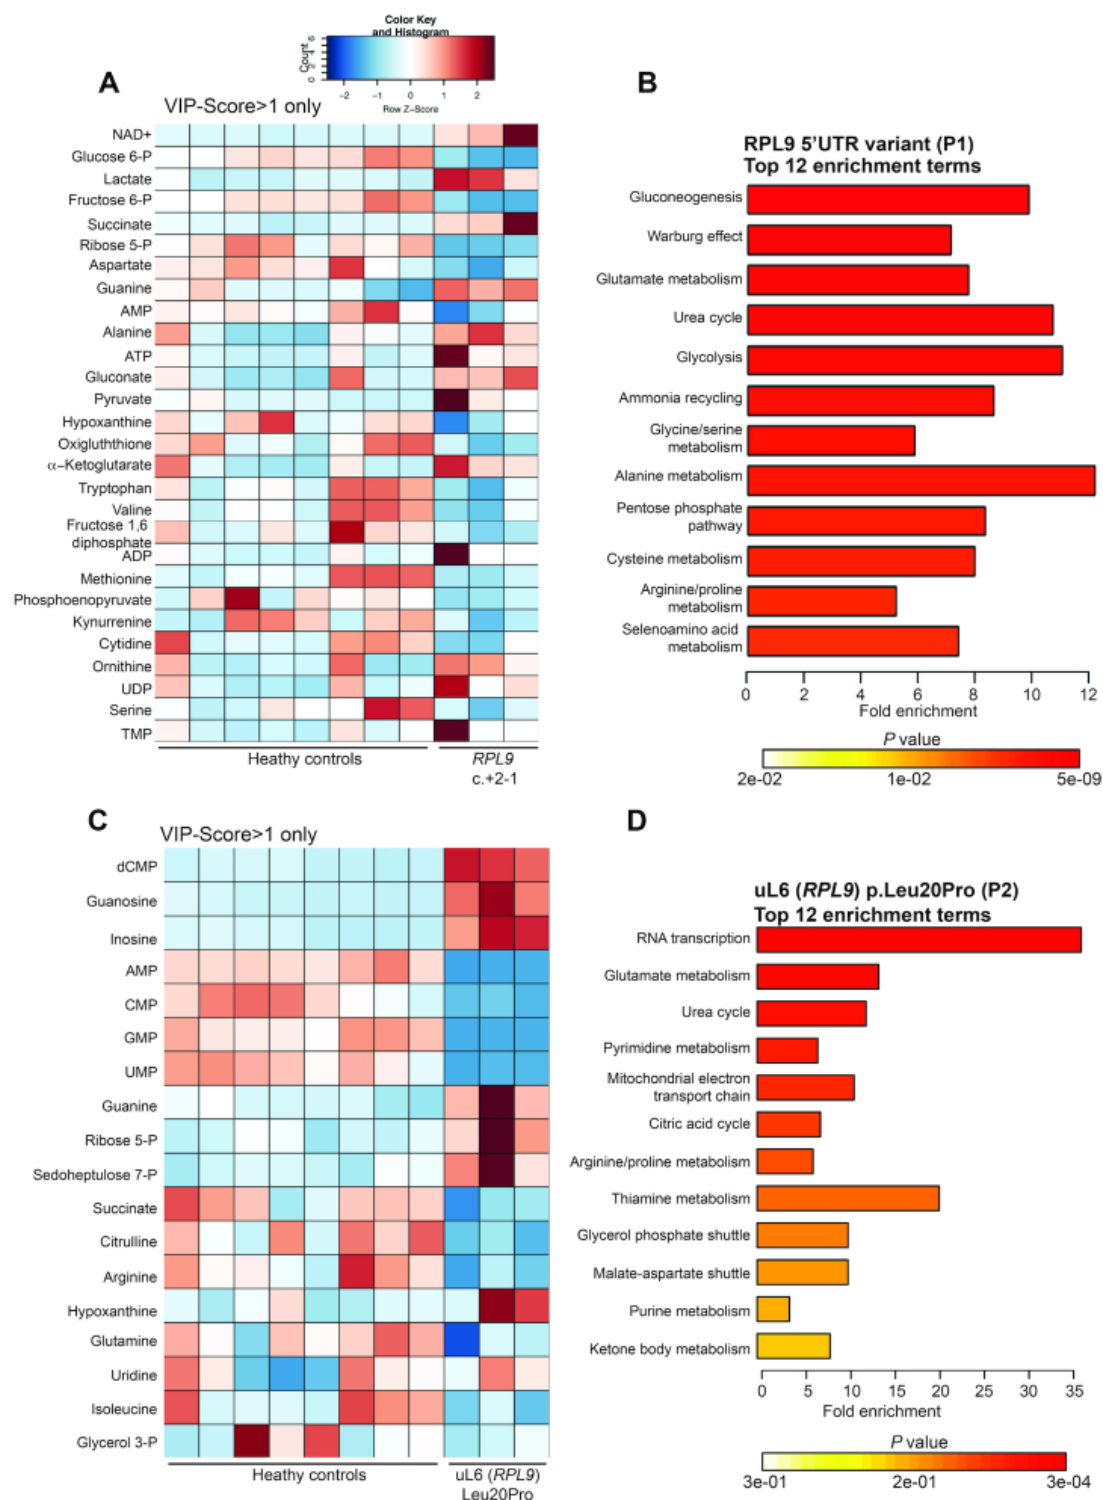 Color Key
and Histogram
Count
0 2 4 6
−2 −1 0 1 2
Row Z−Score
A
VIP-Score>1 only
NAD+
Glucose 6-P
Lactate
Fructose 6-P
Succinate
Ribose 5-P
Aspartate
Guanine
AMP
Alanine
ATP
Gluconate
Pyruvate
Hypoxanthine
Oxigluththione
α−Ketoglutarate
Tryptophan
Valine
Fructose 1,6
diphosphate
ADP
Methionine
Phosphoenopyruvate
Kynurrenine
Cytidine
Ornithine
UDP
Serine
TMP
Heathy controls
RPL9
c.+2-1
B
RPL9 5'UTR variant (P1)
Top 12 enrichment terms
Gluconeogenesis
Warburg effect
Glutamate metabolism
Urea cycle
Glycolysis
Ammonia recycling
Glycine/serine
metabolism
Alanine metabolism
Pentose phosphate
pathway
Cysteine metabolism
Arginine/proline
metabolism
Selenoamino acid
metabolism
0 2 4 6 8 10 12
Fold enrichment
P value
2e-02 1e-02 5e-09
C
VIP-Score>1 only
dCMP
Guanosine
Inosine
AMP
CMP
GMP
UMP
Guanine
Ribose 5-P
Sedoheptulose 7-P
Succinate
Citrulline
Arginine
Hypoxanthine
Glutamine
Uridine
Isoleucine
Glycerol 3-P
Heathy controls
uL6 (RPL9)
Leu20Pro
D
uL6 (RPL9) p.Leu20Pro (P2)
Top 12 enrichment terms
RNA transcription
Glutamate metabolism
Urea cycle
Pyrimidine metabolism
Mitochondrial electron
transport chain
Citric acid cycle
Arginine/proline metabolism
Thiamine metabolism
Glycerol phosphate shuttle
Malate-aspartate shuttle
Purine metabolism
Ketone body metabolism
0 5 10 15 20 25 30 35
Fold enrichment
P value
3e-01 2e-01 3e-04